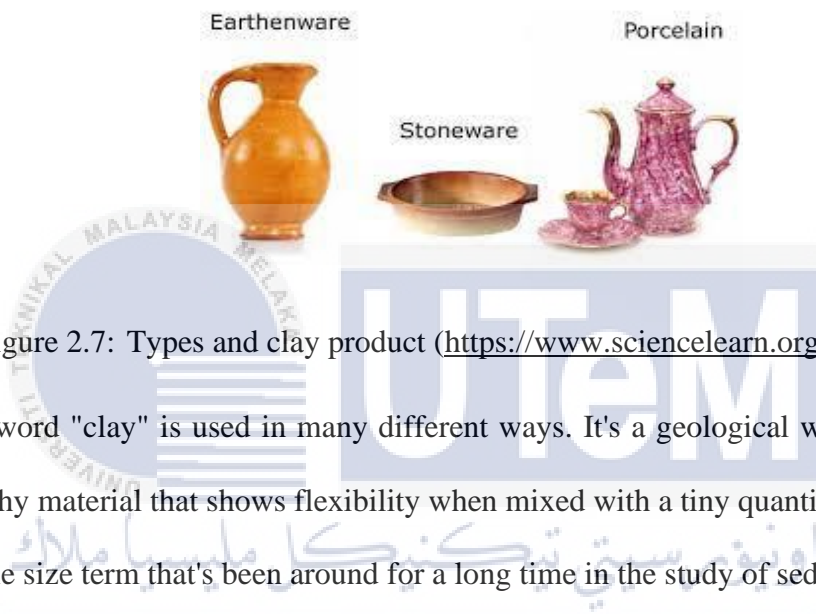 Earthenware
Porcelain
Stoneware
MALAYSIA
UTeM
gure 2.7: Types and clay product (https://www.sciencelearn.org
word "clay" is used in many different ways. It's a geological w
hy material that shows flexibility when mixed with a tiny quanti
e size term that's been around for a long time in the study of sed